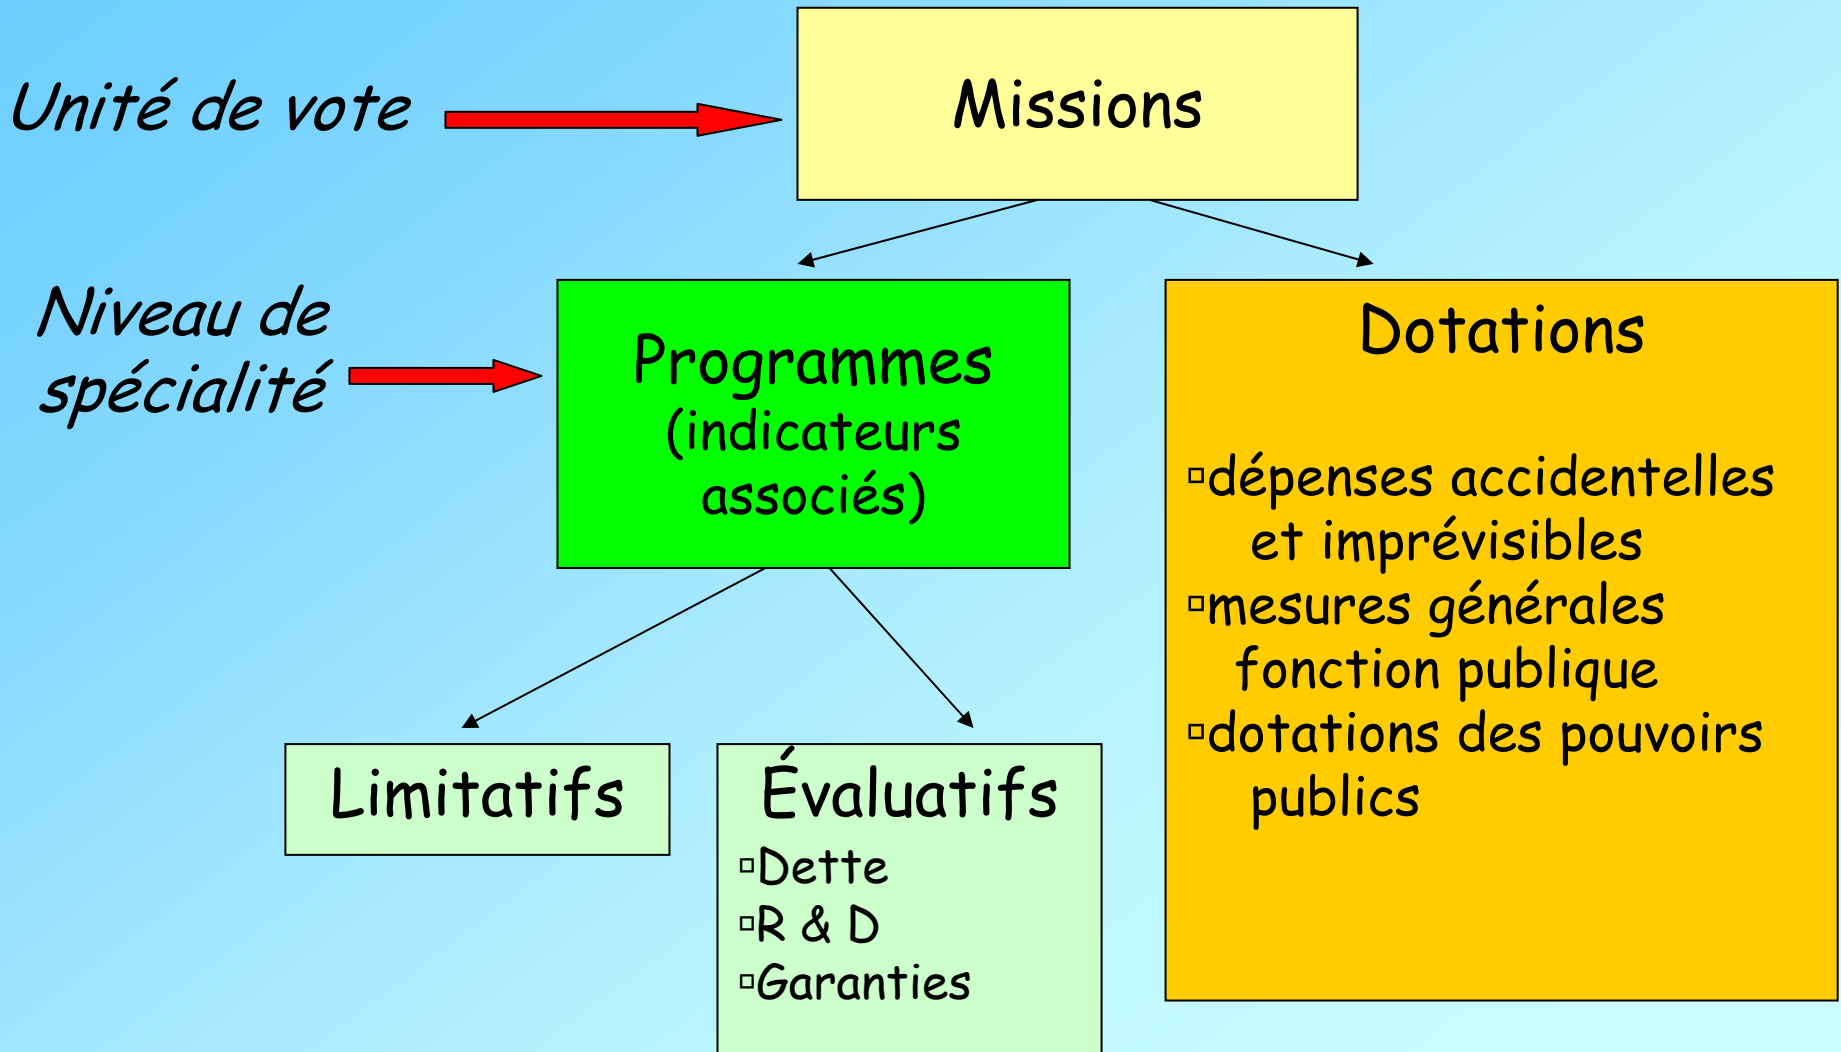 Unité de vote
Missions
Niveau de
spécialité
Programmes
(indicateurs
associés)
Dotations
▫dépenses accidentelles
et imprévisibles
▫mesures générales
fonction publique
▫dotations des pouvoirs
publics
Limitatifs
Évaluatifs
▫Dette
▫R & D
▫Garanties